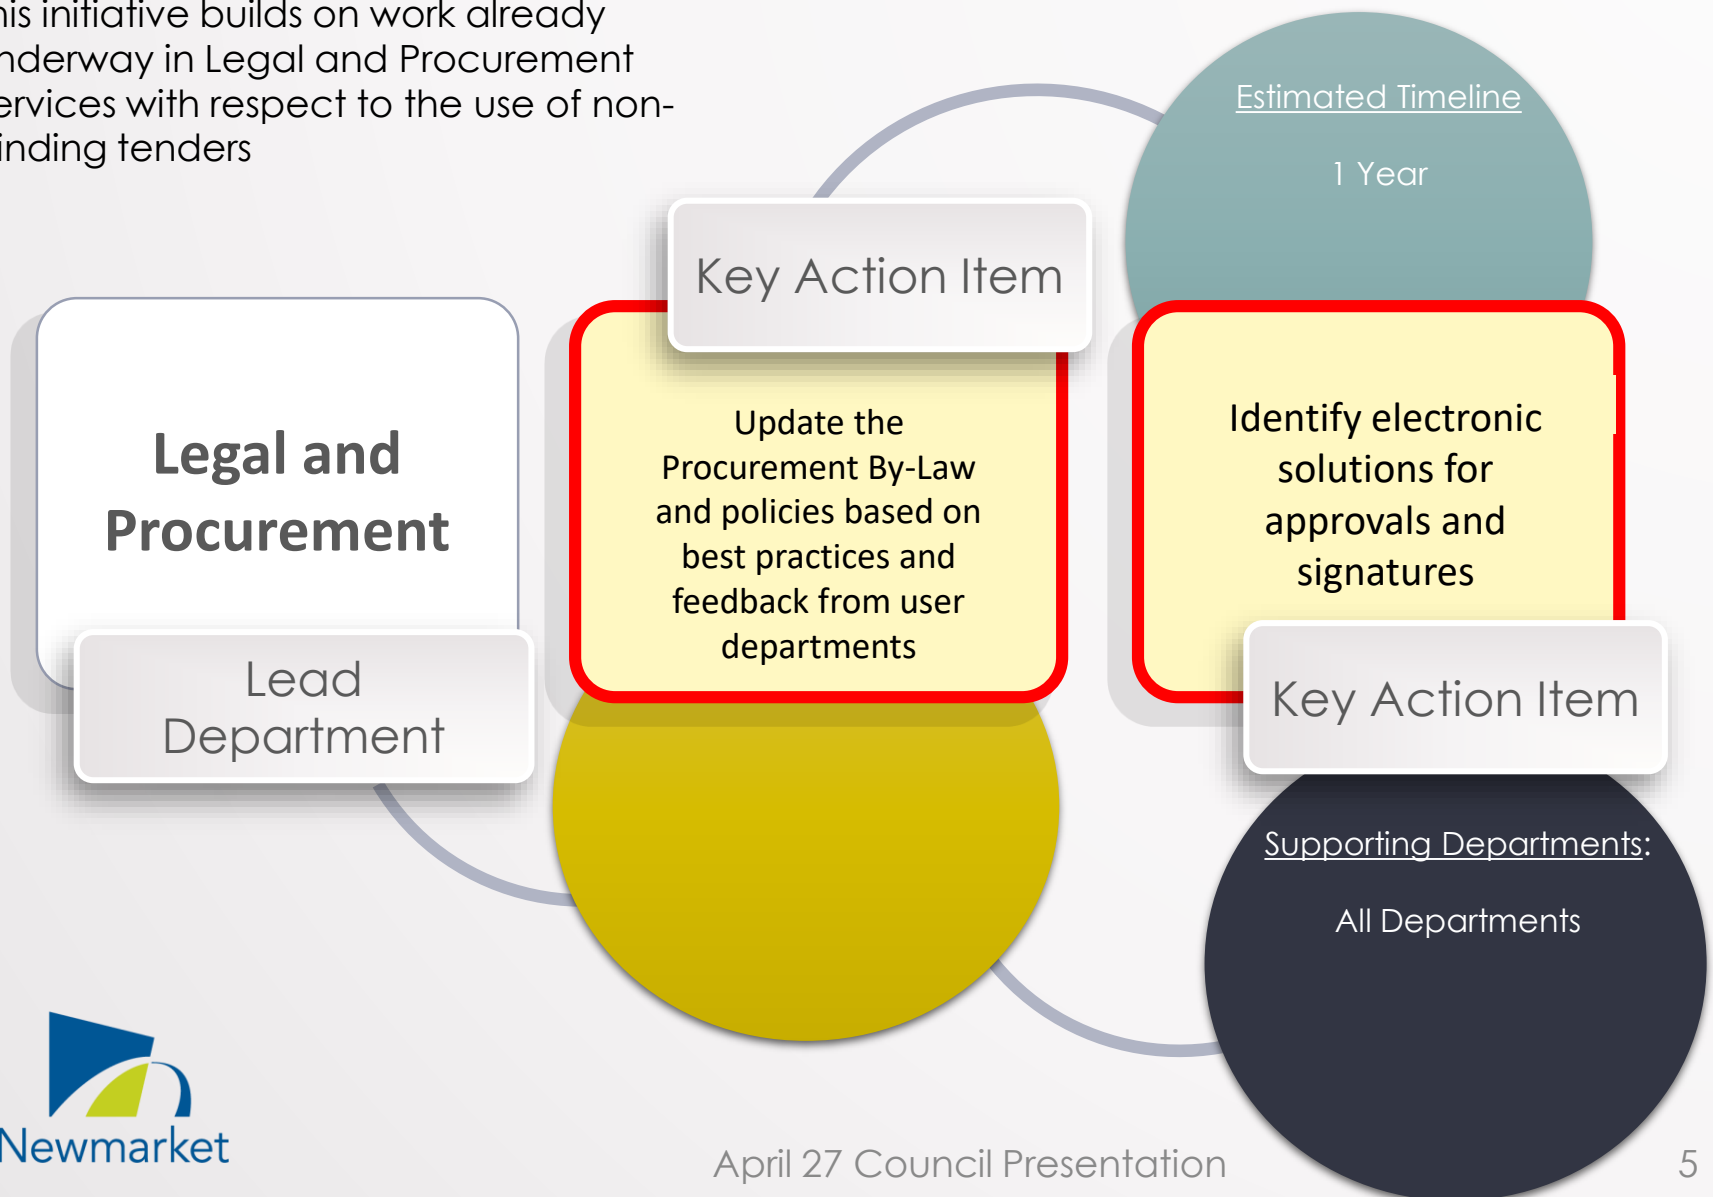 his initiative builds on work already
nderway in Legal and Procurement
ervices with respect to the use of non-
inding tenders
Estimated Timeline
1 Year
Key Action Item
Legal and
Procurement
Lead
Department
Update the
Procurement By-Law
and policies based on
best practices and
feedback from user
departments
Identify electronic
solutions for
approvals and
signatures
Key Action Item
Supporting Departments:
All Departments
Newmarket
April 27 Council Presentation
5